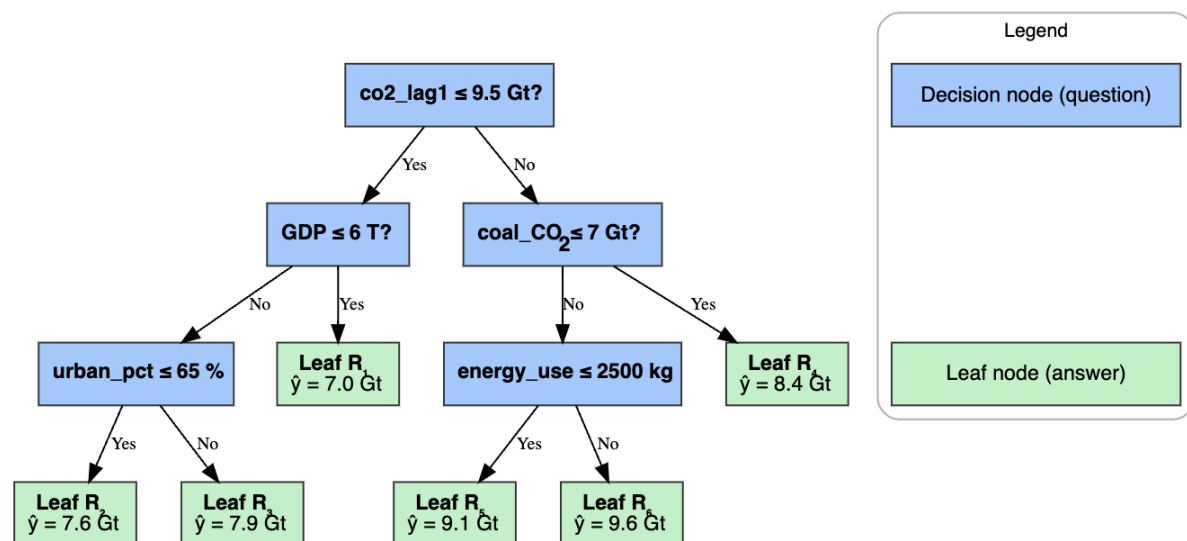 Legend
co2_lag1 ≤ 9.5 Gt?
Decision node (question)
Yes
No
GDP ≤ 6 T?
coal_CO₂≤ 7 Gt?
No
Yes
No
Yes
urban_pct ≤ 65 %
Leaf R₁
ŷ = 7.0 Gt
energy_use ≤ 2500 kg
Leaf R₄
ŷ = 8.4 Gt
Leaf node (answer)
Yes
No
Yes
No
Leaf R₂
ŷ = 7.6 Gt
Leaf R₃
ŷ = 7.9 Gt
Leaf R₅
ŷ = 9.1 Gt
Leaf R₆
ŷ = 9.6 Gt